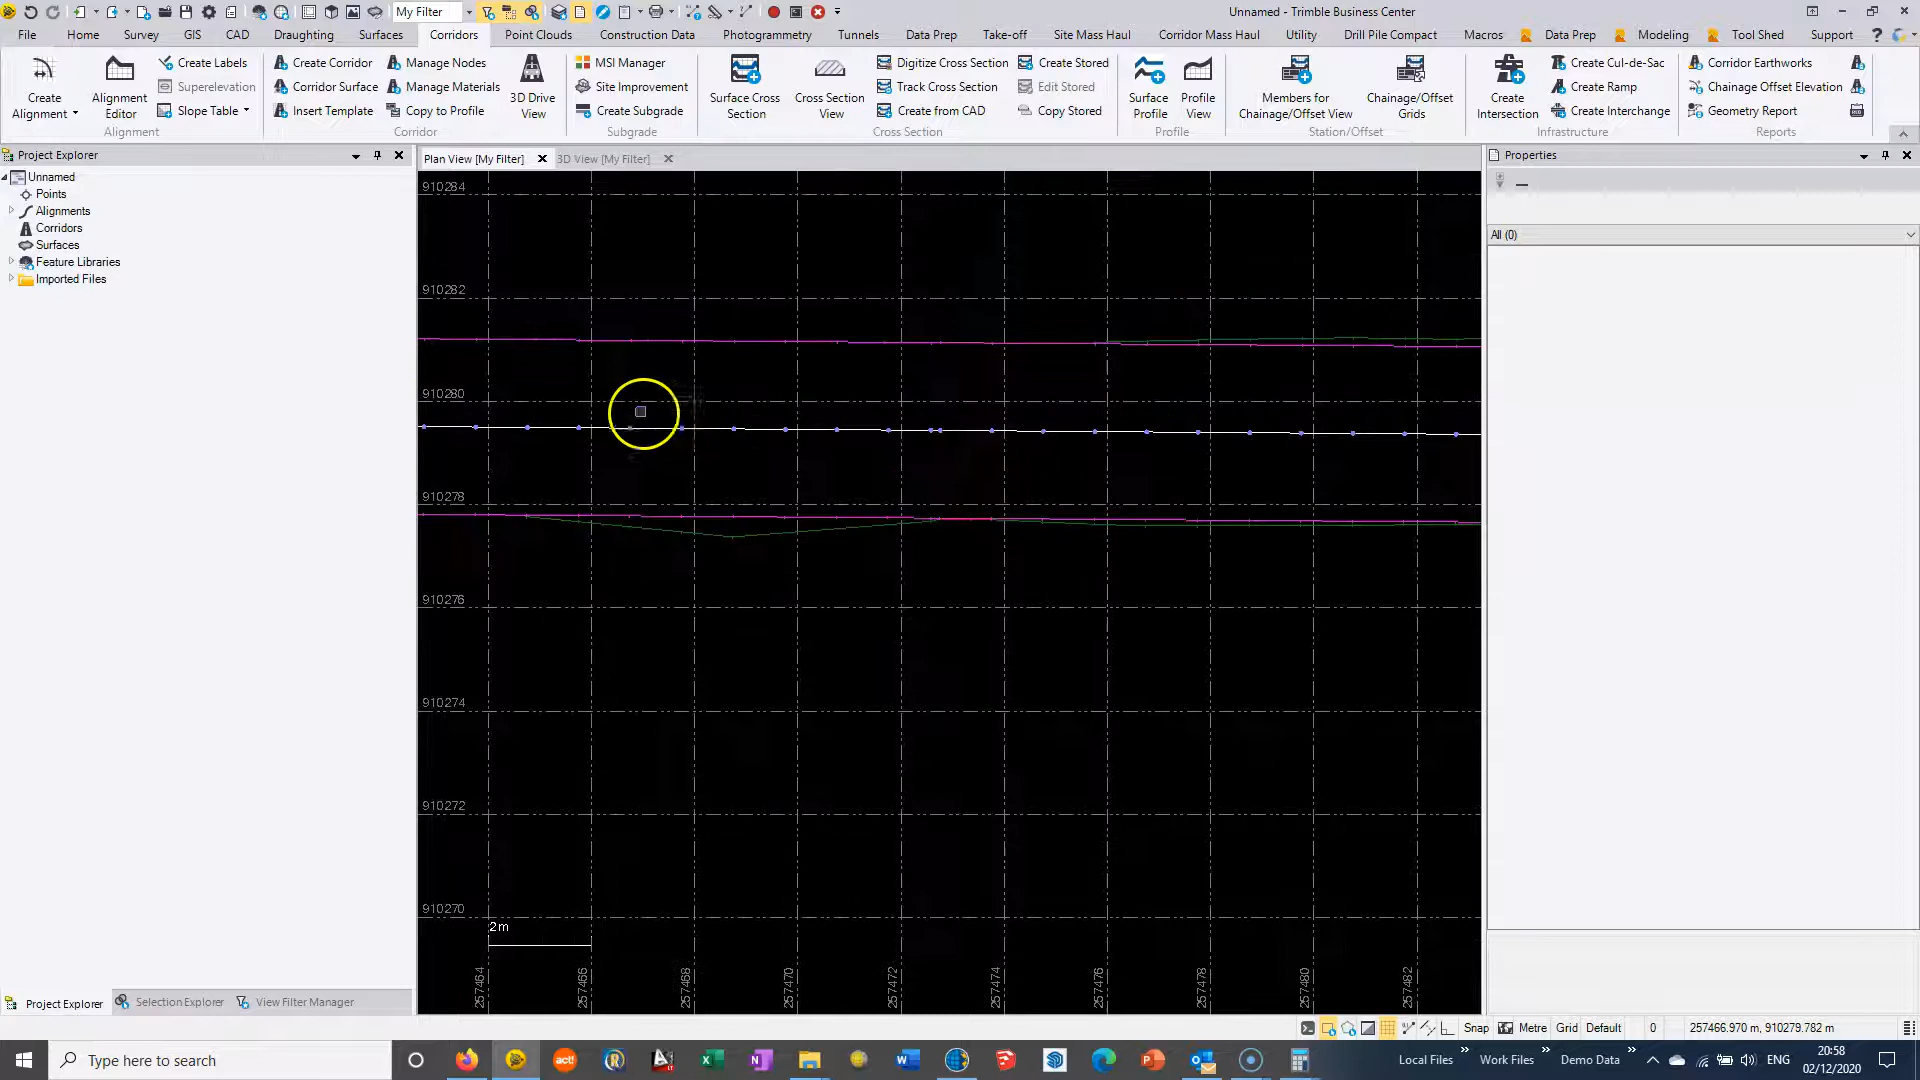 My Filter
Unnamed - Trimble Business Center
File Home Survey GIS CAD Draughting Surfaces Corridors Point Clouds Construction Data Photogrammetry Tunnels Data Prep Take-off Site Mass Haul Corridor Mass Haul Utility Drill Pile Compact Macros Data Prep Modeling Tool Shed Support
Create Alignment
Alignment Editor
Create Labels
Superelevation
Slope Table
Alignment
Create Corridor
Corridor Surface
Insert Template
Manage Nodes
Manage Materials
Copy to Profile
3D Drive View
Corridor
MSI Manager
Site Improvement
Create Subgrade
Subgrade
Surface Cross Section
Cross Section View
Digitize Cross Section
Track Cross Section
Create from CAD
Create Stored
Edit Stored
Copy Stored
Cross Section
Surface Profile
Profile View
Profile
Members for Chainage/Offset View
Chainage/Offset Grids
Station/Offset
Create Intersection
Create Cul-de-Sac
Create Ramp
Create Interchange
Infrastructure
Corridor Earthworks
Chainage Offset Elevation
Geometry Report
Reports
Project Explorer
Unnamed
Points
Alignments
Corridors
Surfaces
Feature Libraries
Imported Files
Project Explorer Selection Explorer View Filter Manager
Plan View [My Filter] 3D View [My Filter]
910284
910282
910280
910278
910276
910274
910272
910270
2m
257464 257466 257468 257470 257472 257474 257476 257478 257480 257482
Properties
All (0)
Snap Metre Grid Default 0 257466.970 m, 910279.782 m
Type here to search
act!
Local Files Work Files Demo Data ENG
20:58
02/12/2020